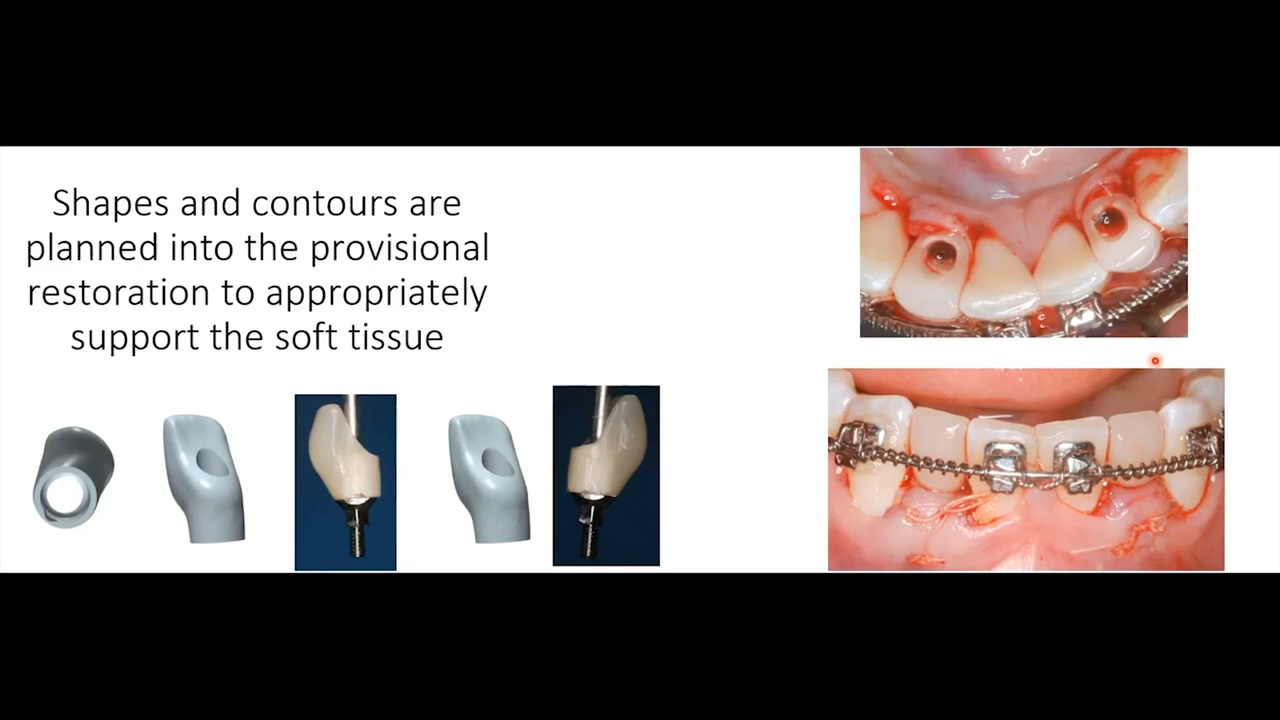 Shapes and contours are
planned into the provisional
restoration to appropriately
support the soft tissue